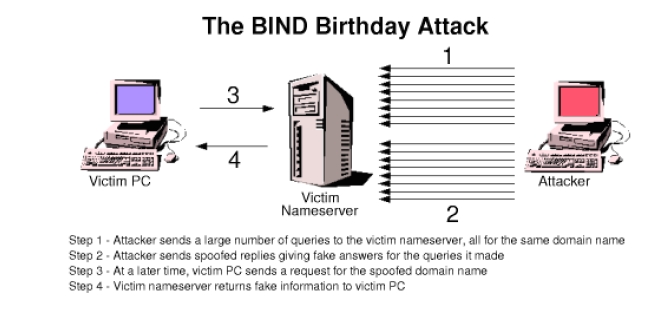 The BIND Birthday Attack
1
3
4
2
Victim PC
Victim
Nameserver
Attacker
Step 1 - Attacker sends a large number of queries to the victim nameserver, all for the same domain name
Step 2 - Attacker sends spoofed replies giving fake answers for the queries it made
Step 3 - At a later time, victim PC sends a request for the spoofed domain name
Step 4 - Victim nameserver returns fake information to victim PC